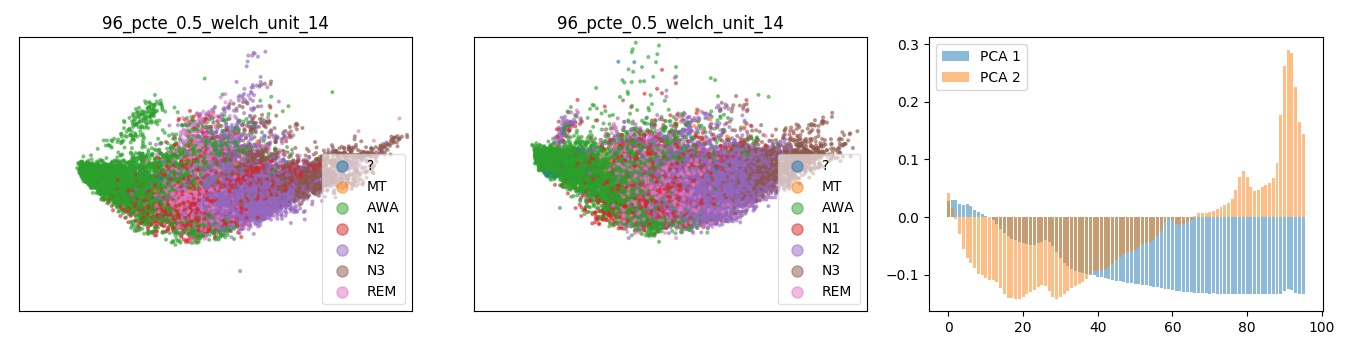 96_pcte_0.5_welch_unit_14
?
MT
AWA
N1
N2
N3
REM
96_pcte_0.5_welch_unit_14
?
MT
AWA
N1
N2
N3
REM
PCA 1
PCA 2
0.3
0.2
0.1
0.0
−0.1
0 20 40 60 80 100